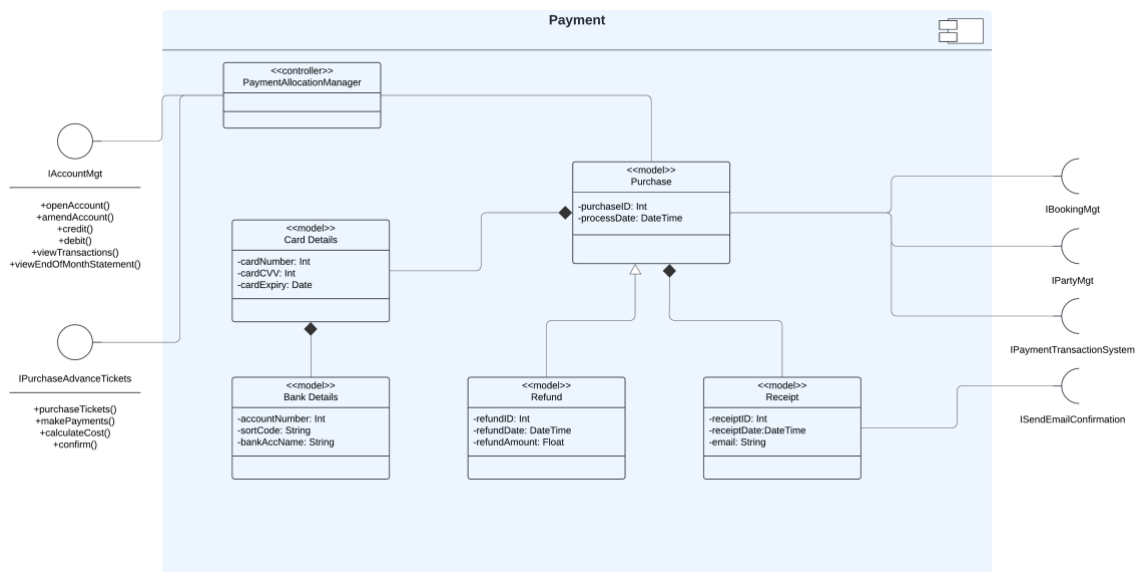 Payment
<<controller>>
PaymentAllocationManager
IAccountMgt
+openAccount()
+amendAccount()
+credit()
+debit()
+viewTransactions()
+viewEndOfMonthStatement()
<<model>>
Purchase
-purchaseID: Int
-processDate: DateTime
IBookingMgt
<<model>>
Card Details
-cardNumber: Int
-cardCVV: Int
-cardExpiry: Date
IPartyMgt
IPaymentTransactionSystem
IPurchaseAdvanceTickets
+purchaseTickets()
+makePayments()
+calculateCost()
+confirm()
<<model>>
Bank Details
-accountNumber: Int
-sortCode: String
-bankAccName: String
<<model>>
Refund
-refundID: Int
-refundDate: DateTime
-refundAmount: Float
<<model>>
Receipt
-receiptID: Int
-receiptDate:DateTime
-email: String
ISendEmailConfirmation